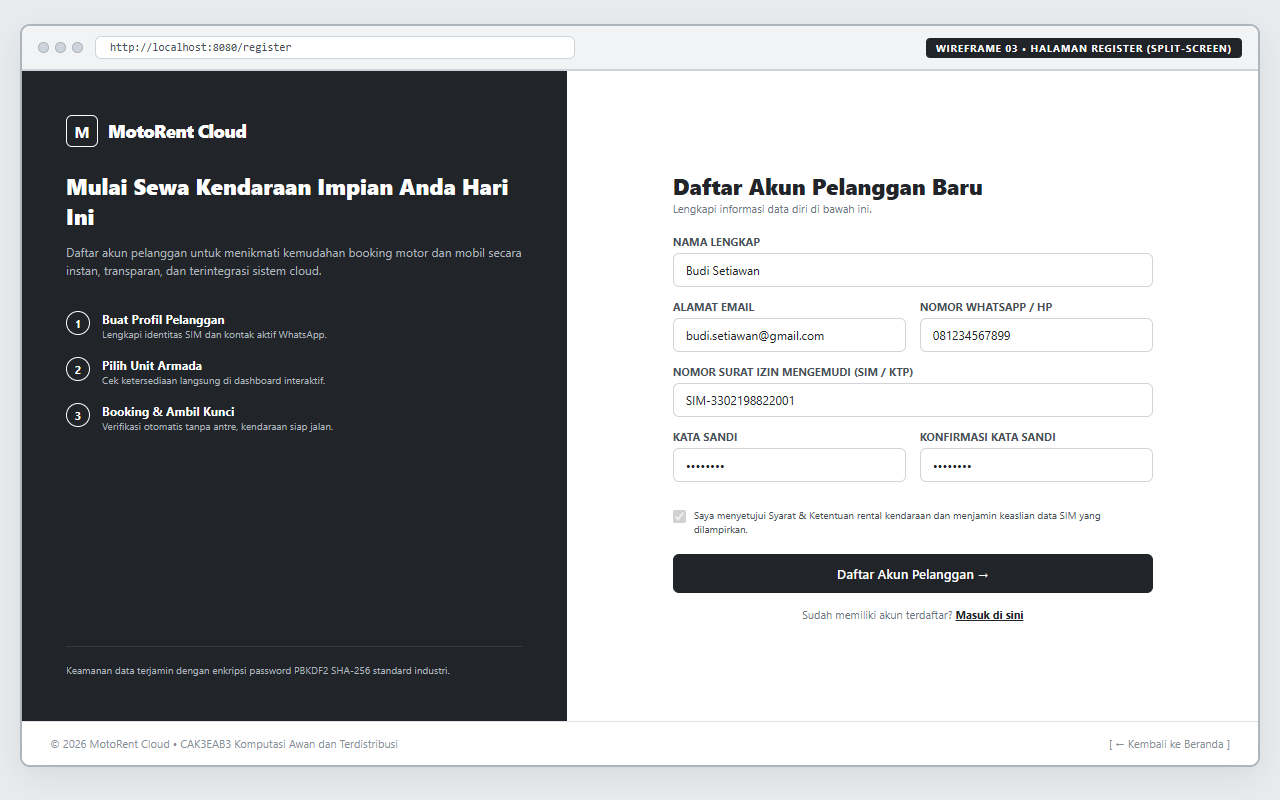 http://localhost:8080/register
WIREFRAME 03 • HALAMAN REGISTER (SPLIT-SCREEN)
M
MotoRent Cloud
Mulai Sewa Kendaraan Impian Anda Hari
Ini
Daftar akun pelanggan untuk menikmati kemudahan booking motor dan mobil secara
instan, transparan, dan terintegrasi sistem cloud.
1
Buat Profil Pelanggan
Lengkapi identitas SIM dan kontak aktif WhatsApp.
2
Pilih Unit Armada
Cek ketersediaan langsung di dashboard interaktif.
3
Booking & Ambil Kunci
Verifikasi otomatis tanpa antre, kendaraan siap jalan.
Keamanan data terjamin dengan enkripsi password PBKDF2 SHA-256 standard industri.
Daftar Akun Pelanggan Baru
Lengkapi informasi data diri di bawah ini.
NAMA LENGKAP
Budi Setiawan
ALAMAT EMAIL
budi.setiawan@gmail.com
NOMOR WHATSAPP / HP
081234567899
NOMOR SURAT IZIN MENGEMUDI (SIM / KTP)
SIM-3302198822001
KATA SANDI
••••••••
KONFIRMASI KATA SANDI
••••••••
Saya menyetujui Syarat & Ketentuan rental kendaraan dan menjamin keaslian data SIM yang
dilampirkan.
Daftar Akun Pelanggan →
Sudah memiliki akun terdaftar? Masuk di sini
© 2026 MotoRent Cloud • CAK3EAB3 Komputasi Awan dan Terdistribusi
[ ← Kembali ke Beranda ]